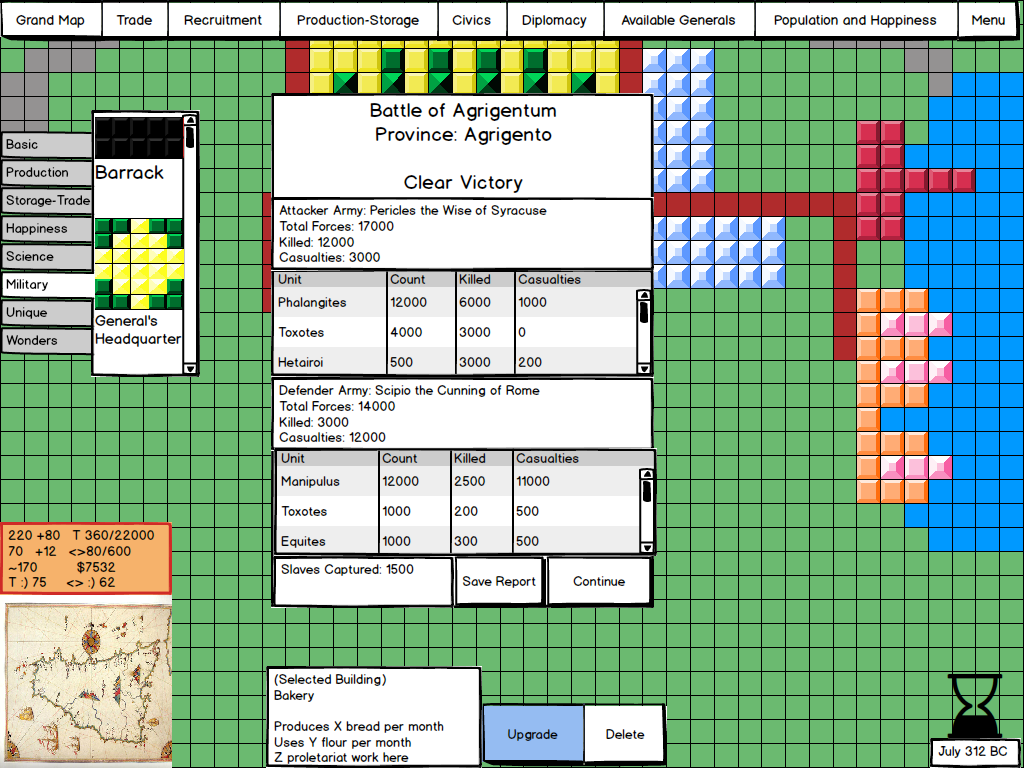 Grand Map Trade Recruitment Production-Storage Civics Diplomacy Available Generals Population and Happiness Menu
Basic
Production
Storage-Trade
Happiness
Science
Military
Unique
Wonders
Barrack
General's
Headquarter
Battle of Agrigentum
Province: Agrigento
Clear Victory
Attacker Army: Pericles the Wise of Syracuse
Total Forces: 17000
Killed: 12000
Casualties: 3000
Unit Count Killed Casualties
Phalangites 12000 6000 1000
Toxotes 4000 3000 0
Hetairoi 500 3000 200
Defender Army: Scipio the Cunning of Rome
Total Forces: 14000
Killed: 3000
Casualties: 12000
Unit Count Killed Casualties
Manipulus 12000 2500 11000
Toxotes 1000 200 500
Equites 1000 300 500
Slaves Captured: 1500
Save Report
Continue
220 +80 T 360/22000
70 +12 <>80/600
~170 $7532
T :) 75 <> :) 62
(Selected Building)
Bakery
Produces X bread per month
Uses Y flour per month
Z proletariat work here
Upgrade
Delete
July 312 BC